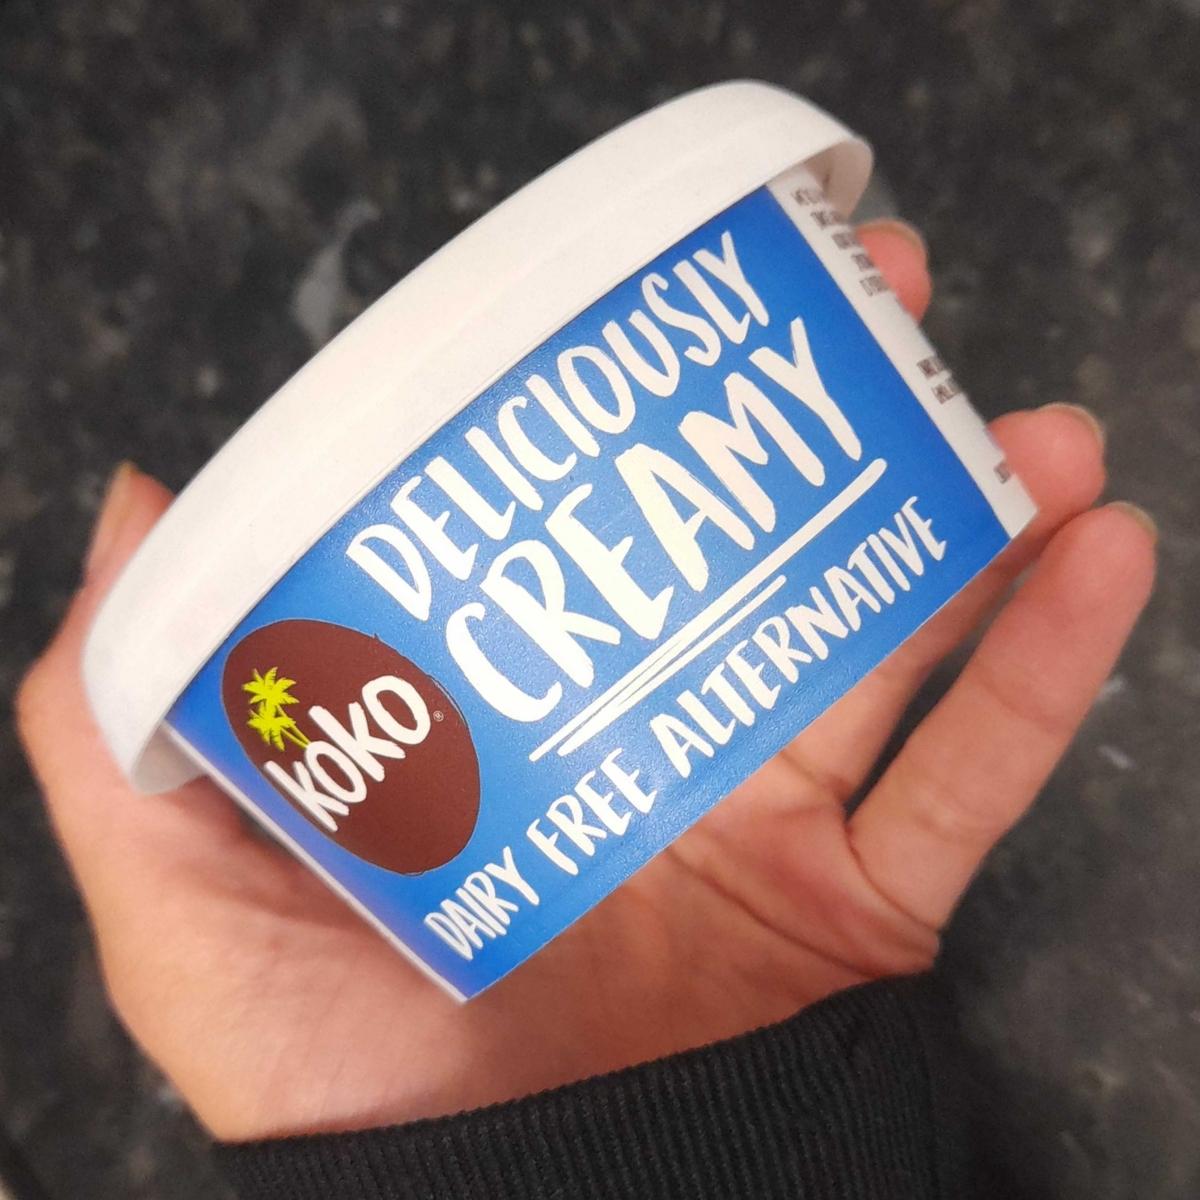 DELICIOUSLY
CREAMY
DAIRY FREE ALTERNATIVE
koko®